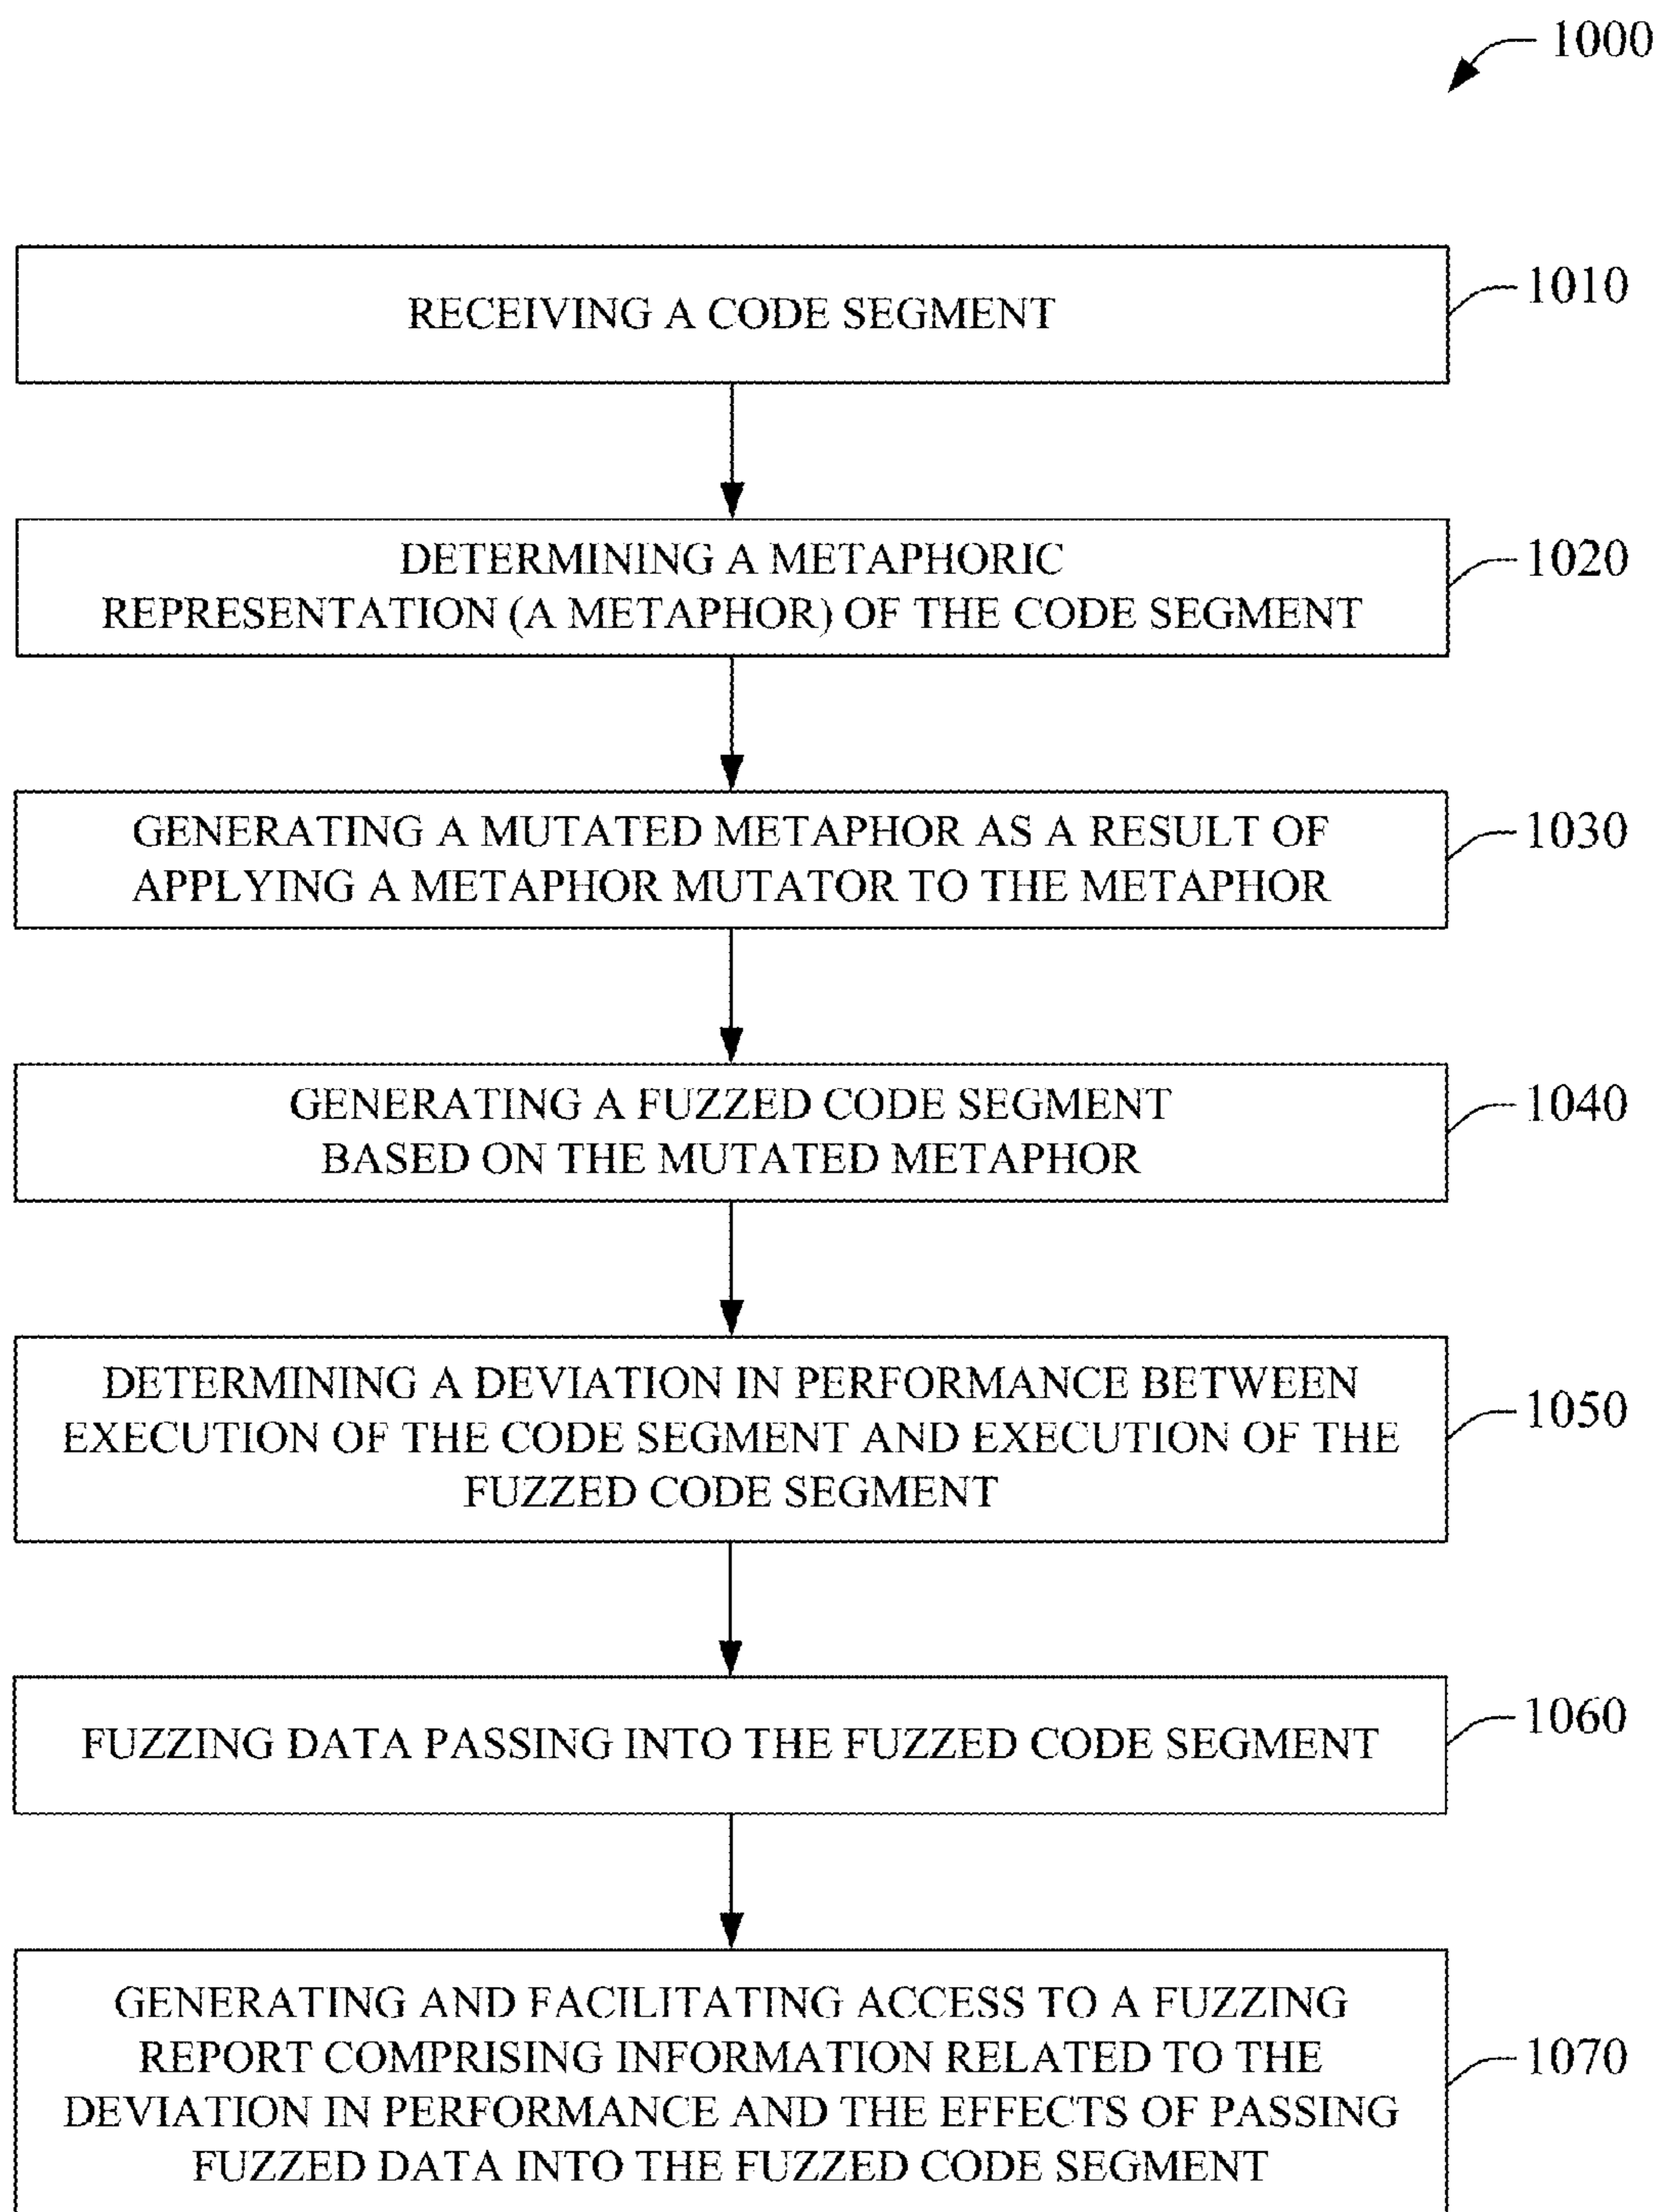 1000
RECEIVING A CODE SEGMENT
1010
DETERMINING A METAPHORIC
REPRESENTATION (A METAPHOR) OF THE CODE SEGMENT
1020
GENERATING A MUTATED METAPHOR AS A RESULT OF
APPLYING A METAPHOR MUTATOR TO THE METAPHOR
1030
GENERATING A FUZZED CODE SEGMENT
BASED ON THE MUTATED METAPHOR
1040
DETERMINING A DEVIATION IN PERFORMANCE BETWEEN
EXECUTION OF THE CODE SEGMENT AND EXECUTION OF THE
FUZZED CODE SEGMENT
1050
FUZZING DATA PASSING INTO THE FUZZED CODE SEGMENT
1060
GENERATING AND FACILITATING ACCESS TO A FUZZING
REPORT COMPRISING INFORMATION RELATED TO THE
DEVIATION IN PERFORMANCE AND THE EFFECTS OF PASSING
FUZZED DATA INTO THE FUZZED CODE SEGMENT
1070